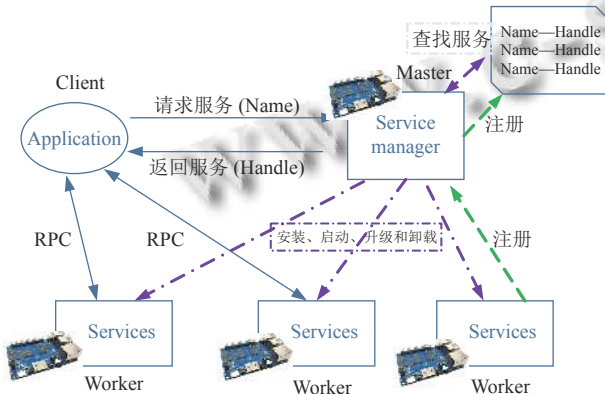 查找服务
Name—Handle
Name—Handle
Name—Handle
Client
Master
请求服务 (Name)
Application
Service
manager
注册
返回服务 (Handle)
RPC
RPC
安装、启动、升级和卸载
注册
Services
Services
Services
Worker
Worker
Worker